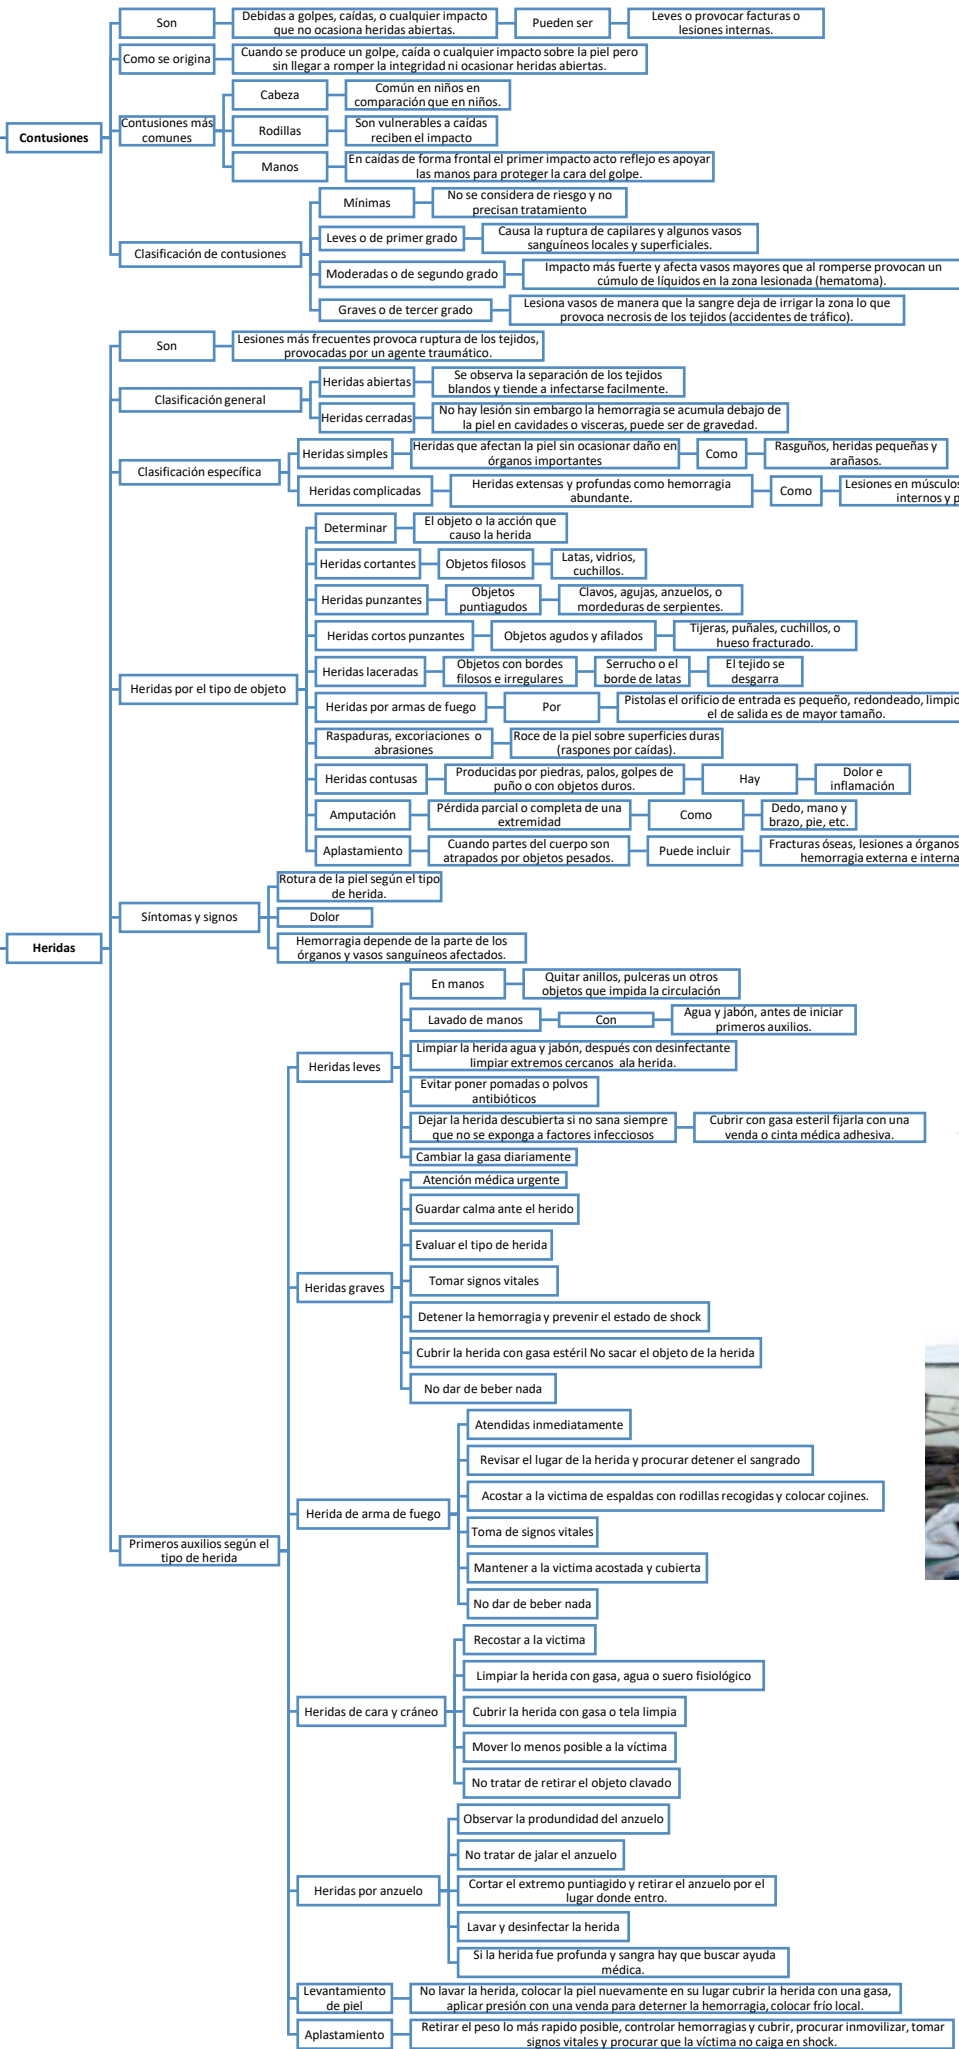 Contusiones
Son
Debidas a golpes, caídas, o cualquier impacto
que no ocasiona heridas abiertas.
Pueden ser
Leves o provocar facturas o
lesiones internas.
Como se origina
Cuando se produce un golpe, caída o cualquier impacto sobre la piel pero
sin llegar a romper la integridad ni ocasionar heridas abiertas.
Contusiones más
comunes
Cabeza
Común en niños en
comparación que en niños.
Rodillas
Son vulnerables a caídas
reciben el impacto
Manos
En caídas de forma frontal el primer impacto acto reflejo es apoyar
las manos para proteger la cara del golpe.
Clasificación de contusiones
Mínimas
No se considera de riesgo y no
precisan tratamiento
Leves o de primer grado
Causa la ruptura de capilares y algunos vasos
sanguíneos locales y superficiales.
Moderadas o de segundo grado
Impacto más fuerte y afecta vasos mayores que al romperse provocan un
cúmulo de líquidos en la zona lesionada (hematoma).
Graves o de tercer grado
Lesiona vasos de manera que la sangre deja de irrigar la zona lo que
provoca necrosis de los tejidos (accidentes de tráfico).
Heridas
Son
Lesiones más frecuentes provoca ruptura de los tejidos,
provocadas por un agente traumático.
Clasificación general
Heridas abiertas
Se observa la separación de los tejidos
blandos y tiende a infectarse facilmente.
Heridas cerradas
No hay lesión sin embargo la hemorragia se acumula debajo de
la piel en cavidades o visceras, puede ser de gravedad.
Clasificación específica
Heridas simples
Heridas que afectan la piel sin ocasionar daño en
órganos importantes
Como
Rasguños, heridas pequeñas y
arañasos.
Heridas complicadas
Heridas extensas y profundas como hemorragia
abundante.
Como
Lesiones en músculos
internos y p
Heridas por el tipo de objeto
Determinar
El objeto o la acción que
causo la herida
Heridas cortantes
Objetos filosos
Latas, vidrios,
cuchillos.
Heridas punzantes
Objetos
puntiagudos
Clavos, agujas, anzuelos, o
mordeduras de serpientes.
Heridas cortos punzantes
Objetos agudos y afilados
Tijeras, puñales, cuchillos, o
hueso fracturado.
Heridas laceradas
Objetos con bordes
filosos e irregulares
Serrucho o el
borde de latas
El tejido se
desgarra
Heridas por armas de fuego
Por
Pistolas el orificio de entrada es pequeño, redondeado, limpio
el de salida es de mayor tamaño.
Raspaduras, excoriaciones o
abrasiones
Roce de la piel sobre superficies duras
(raspones por caídas).
Heridas contusas
Producidas por piedras, palos, golpes de
puño o con objetos duros.
Hay
Dolor e
inflamación
Amputación
Pérdida parcial o completa de una
extremidad
Como
Dedo, mano y
brazo, pie, etc.
Aplastamiento
Cuando partes del cuerpo son
atrapados por objetos pesados.
Puede incluir
Fracturas óseas, lesiones a órganos
hemorragia externa e interna
Síntomas y signos
Rotura de la piel según el tipo
de herida.
Dolor
Hemorragia depende de la parte de los
órganos y vasos sanguíneos afectados.
Primeros auxilios según el
tipo de herida
Heridas leves
En manos
Quitar anillos, pulceras un otros
objetos que impida la circulación
Lavado de manos
Con
Agua y jabón, antes de iniciar
primeros auxilios.
Limpiar la herida agua y jabón, después con desinfectante
limpiar extremos cercanos ala herida.
Evitar poner pomadas o polvos
antibióticos
Dejar la herida descubierta si no sana siempre
que no se exponga a factores infecciosos
Cubrir con gasa esteril fijarla con una
venda o cinta médica adhesiva.
Cambiar la gasa diariamente
Heridas graves
Atención médica urgente
Guardar calma ante el herido
Evaluar el tipo de herida
Tomar signos vitales
Detener la hemorragia y prevenir el estado de shock
Cubrir la herida con gasa estéril No sacar el objeto de la herida
No dar de beber nada
Herida de arma de fuego
Atendidas inmediatamente
Revisar el lugar de la herida y procurar detener el sangrado
Acostar a la victima de espaldas con rodillas recogidas y colocar cojines.
Toma de signos vitales
Mantener a la victima acostada y cubierta
No dar de beber nada
Heridas de cara y cráneo
Recostar a la victima
Limpiar la herida con gasa, agua o suero fisiológico
Cubrir la herida con gasa o tela limpia
Mover lo menos posible a la víctima
No tratar de retirar el objeto clavado
Heridas por anzuelo
Observar la produndidad del anzuelo
No tratar de jalar el anzuelo
Cortar el extremo puntiagido y retirar el anzuelo por el
lugar donde entro.
Lavar y desinfectar la herida
Si la herida fue profunda y sangra hay que buscar ayuda
médica.
Levantamiento
de piel
No lavar la herida, colocar la piel nuevamente en su lugar cubrir la herida con una gasa,
aplicar presión con una venda para deterner la hemorragia, colocar frío local.
Aplastamiento
Retirar el peso lo más rapido posible, controlar hemorragias y cubrir, procurar inmovilizar, tomar
signos vitales y procurar que la víctima no caiga en shock.